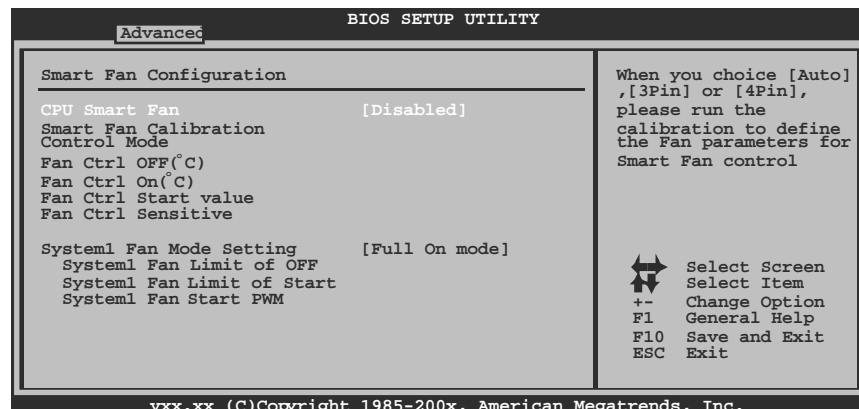 BIOS SETUP UTILITY
Advanced
Smart Fan Configuration
CPU Smart Fan [Disabled]
Smart Fan Calibration
Control Mode
Fan Ctrl OFF(°C)
Fan Ctrl On(°C)
Fan Ctrl Start value
Fan Ctrl Sensitive
System1 Fan Mode Setting [Full On mode]
System1 Fan Limit of OFF
System1 Fan Limit of Start
System1 Fan Start PWM
When you choice [Auto]
,[3Pin] or [4Pin],
please run the
calibration to define
the Fan parameters for
Smart Fan control
Select Screen
Select Item
+- Change Option
F1 General Help
F10 Save and Exit
ESC Exit
vxx.xx (C)Copyright 1985-200x, American Megatrends, Inc.